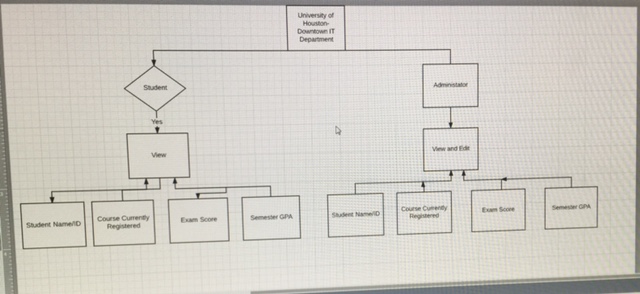 University of
Houston-
Downtown IT
Department
Student
Administator
Yes
View
View and Edit
Student Name/ID
Course Currently
Registered
Exam Score
Semester GPA
Student Name/ID
Course Currently
Registered
Exam Score
Semester GPA